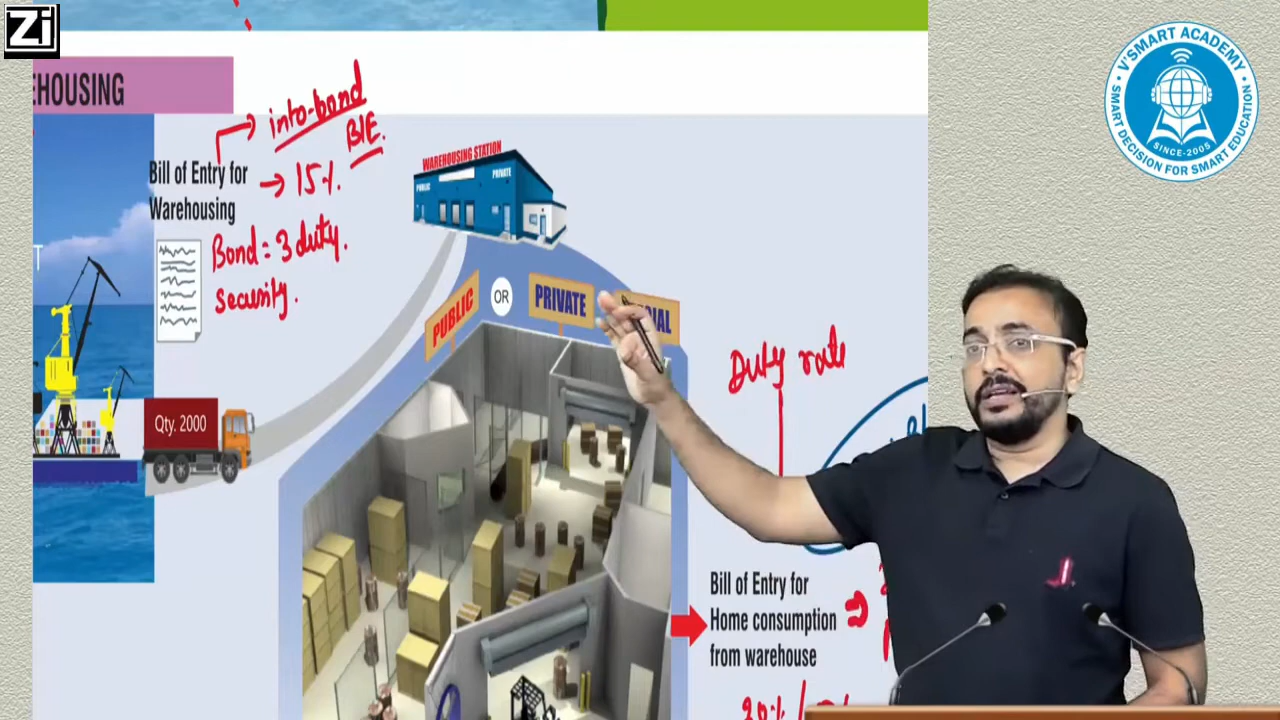 Zi
EHOUSING
into-bond
B/E.
Bill of Entry for
Warehousing
→ 15%.
Bond = 3 duty.
security.
WAREHOUSING STATION
PUBLIC
PRIVATE
PUBLIC
OR
PRIVATE
Qty. 2000
Duty rate
Bill of Entry for
Home consumption
from warehouse
V'SMART ACADEMY
SMART DECISION FOR SMART EDUCATION
SINCE-2005